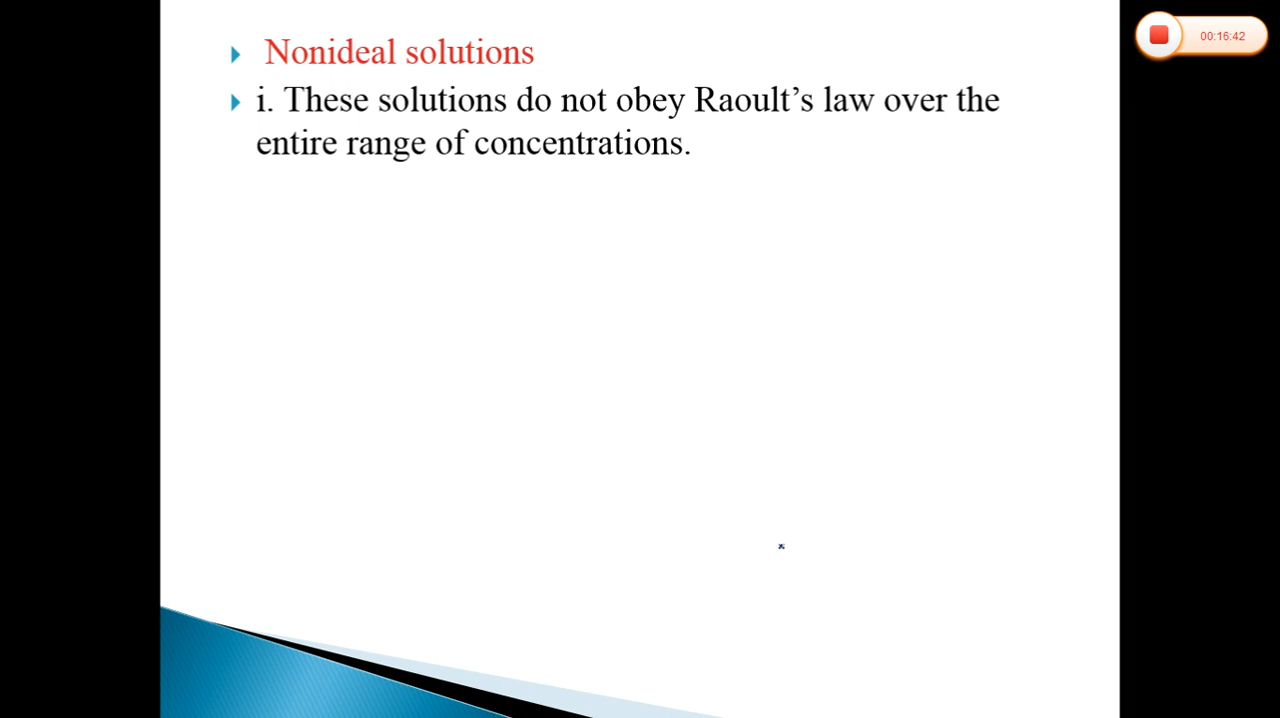 Nonideal solutions
i. These solutions do not obey Raoult’s law over the
entire range of concentrations.
00:16:42